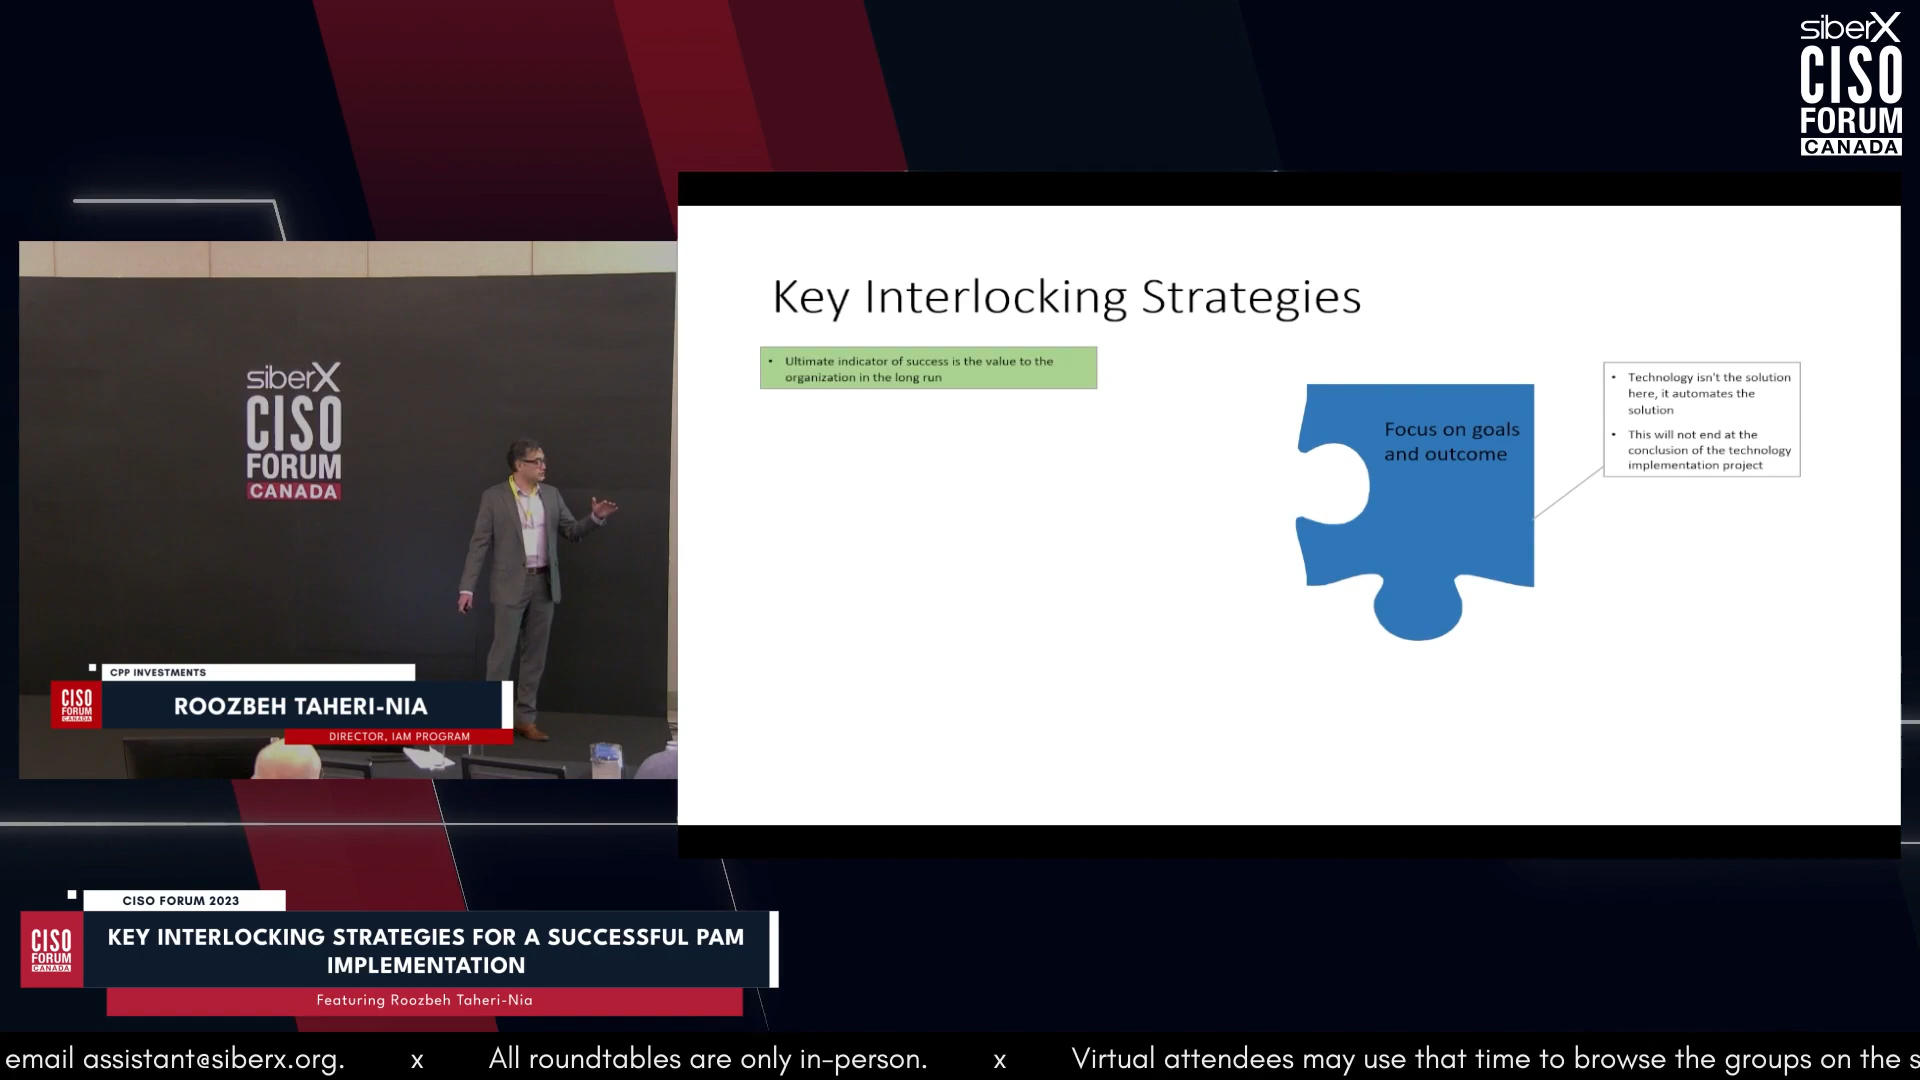 siberX
CISO
FORUM
CANADA
Key Interlocking Strategies
• Ultimate indicator of success is the value to the
organization in the long run
Focus on goals
and outcome
• Technology isn't the solution
here, it automates the
solution
• This will not end at the
conclusion of the technology
implementation project
siberX
CISO
FORUM
CANADA
CPP INVESTMENTS
CISO
FORUM
CANADA
ROOZBEH TAHERI-NIA
DIRECTOR, IAM PROGRAM
CISO FORUM 2023
CISO
FORUM
CANADA
KEY INTERLOCKING STRATEGIES FOR A SUCCESSFUL PAM
IMPLEMENTATION
Featuring Roozbeh Taheri-Nia
email assistant@siberx.org. x All roundtables are only in-person. x Virtual attendees may use that time to browse the groups on the s